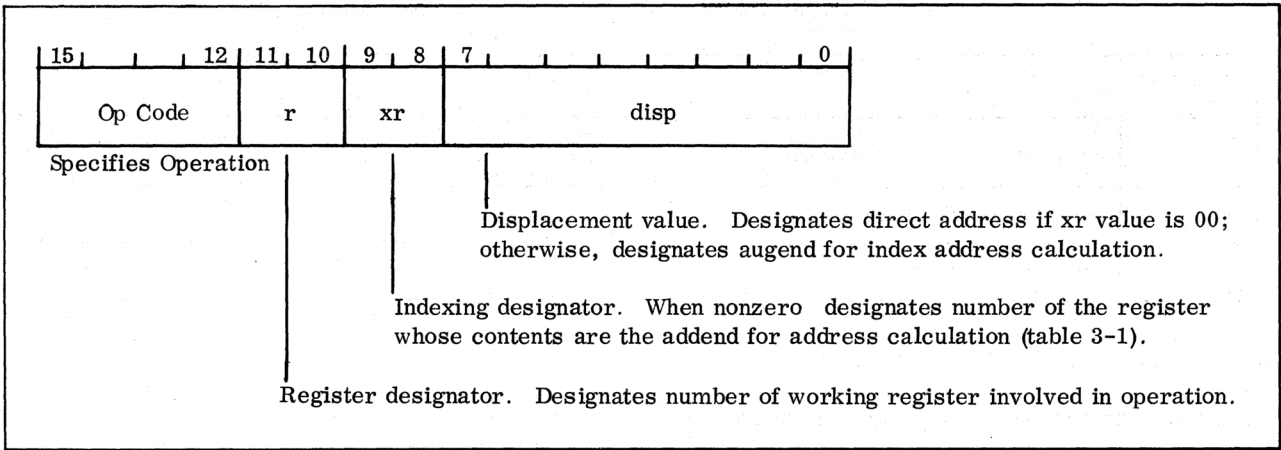 15 12 11 10 9 8 7 0
Op Code r xr disp
Specifies Operation
Displacement value. Designates direct address if xr value is 00;
otherwise, designates augend for index address calculation.
Indexing designator. When nonzero designates number of the register
whose contents are the addend for address calculation (table 3-1).
Register designator. Designates number of working register involved in operation.